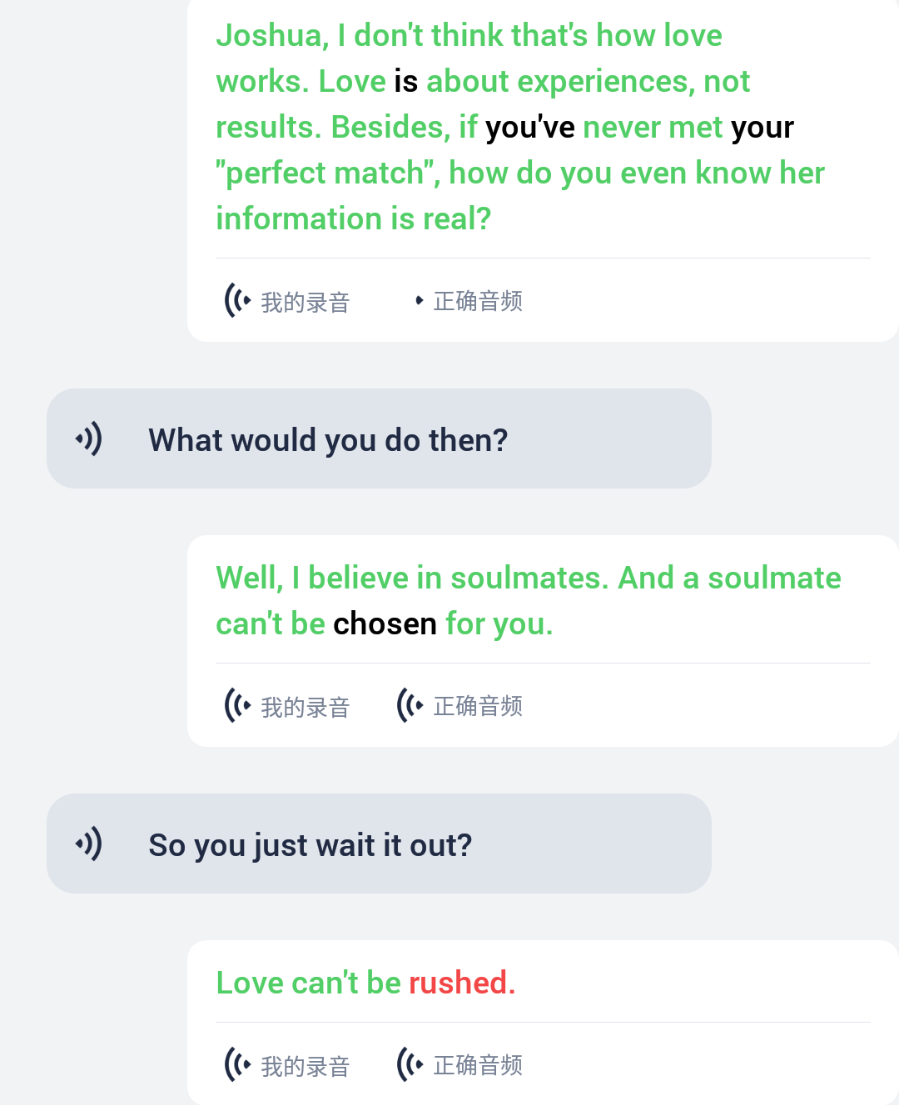 Joshua, I don't think that's how love
works. Love is about experiences, not
results. Besides, if you've never met your
"perfect match", how do you even know her
information is real?
我的录音 正确音频
What would you do then?
Well, I believe in soulmates. And a soulmate
can't be chosen for you.
我的录音 正确音频
So you just wait it out?
Love can't be rushed.
我的录音 正确音频